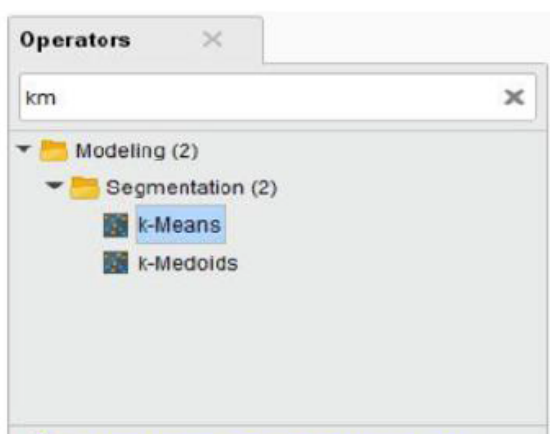 Operators
km
Modeling (2)
Segmentation (2)
k-Means
k-Medoids